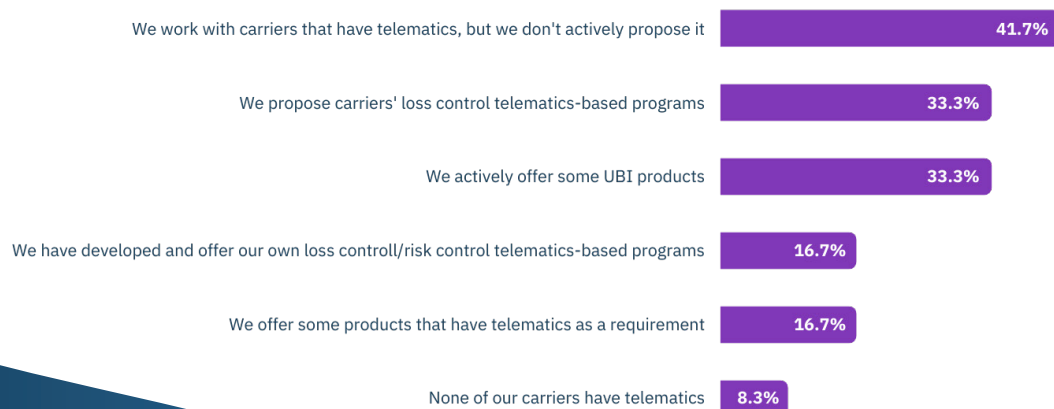 We work with carriers that have telematics, but we don't actively propose it 41.7%
We propose carriers' loss control telematics-based programs 33.3%
We actively offer some UBI products 33.3%
We have developed and offer our own loss controll/risk control telematics-based programs 16.7%
We offer some products that have telematics as a requirement 16.7%
None of our carriers have telematics 8.3%